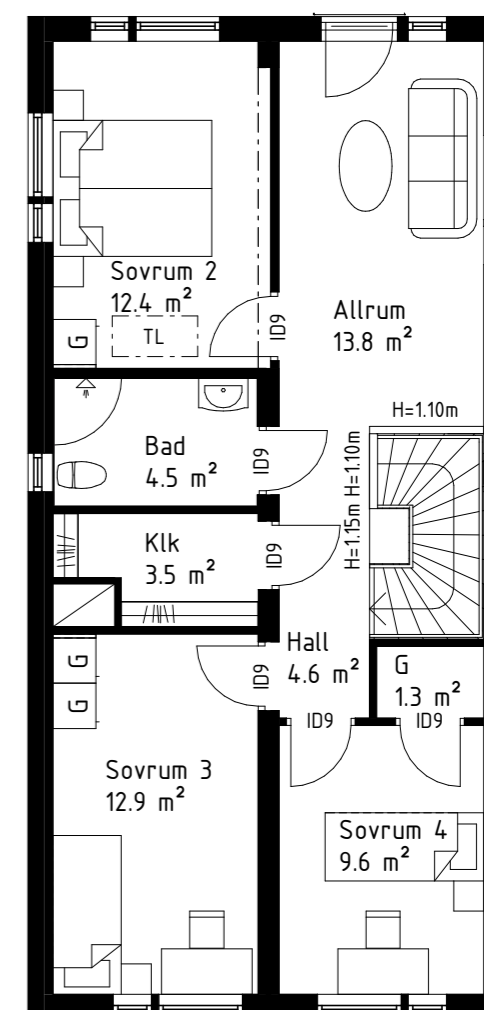 Sovrum 2
12.4 m²
TL
G
ID9
Allrum
13.8 m²
H=1.10m
Bad
4.5 m²
ID9
H=1.15m H=1.10m
Klk
3.5 m²
ID9
Hall
4.6 m²
G
1.3 m²
G
G
ID9
ID9
ID9
Sovrum 3
12.9 m²
Sovrum 4
9.6 m²